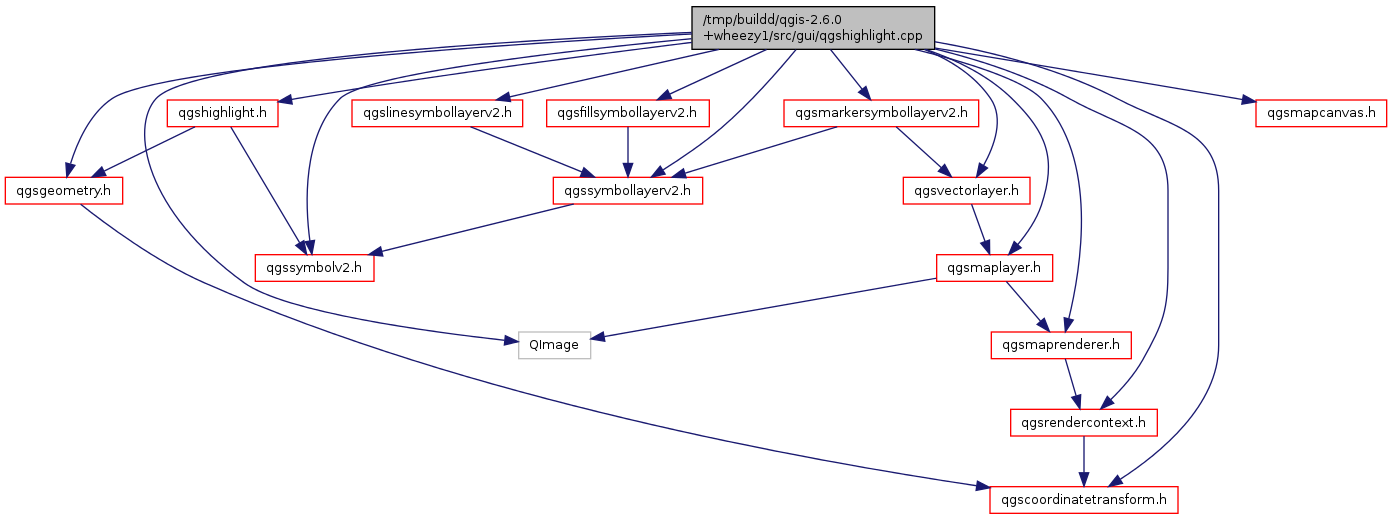 /tmp/buildd/qgis-2.6.0
+wheezy1/src/gui/qgshighlight.cpp
qgshighlight.h
qgslinesymbollayerv2.h
qgsfillsymbollayerv2.h
qgsmarkersymbollayerv2.h
qgsmapcanvas.h
qgsgeometry.h
qgssymbollayerv2.h
qgsvectorlayer.h
qgssymbolv2.h
qgsmaplayer.h
QImage
qgsmaprenderer.h
qgsrendercontext.h
qgscoordinatetransform.h